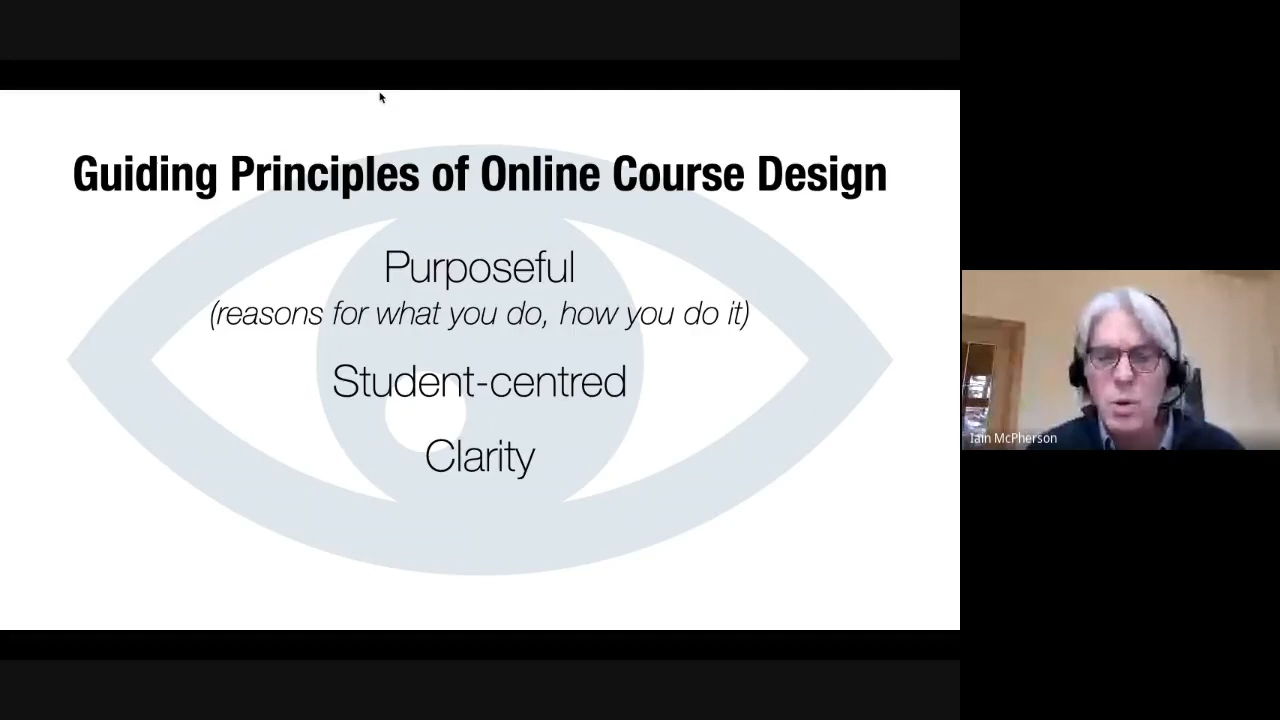 Guiding Principles of Online Course Design
Purposeful
(reasons for what you do, how you do it)
Student-centred
Clarity
Iain McPherson